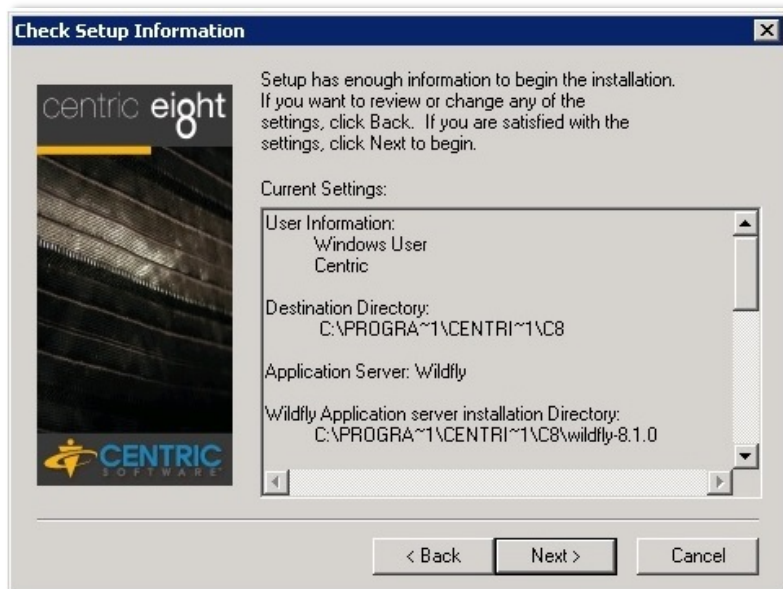 Check Setup Information
centric eight
CENTRIC
SOFTWARE
Setup has enough information to begin the installation.
If you want to review or change any of the
settings, click Back. If you are satisfied with the
settings, click Next to begin.
Current Settings:
User Information:
Windows User
Centric
Destination Directory:
C:\PROGRA~1\CENTRI~1\C8
Application Server: Wildfly
Wildfly Application server installation Directory:
C:\PROGRA~1\CENTRI~1\C8\wildfly-8.1.0
< Back
Next >
Cancel